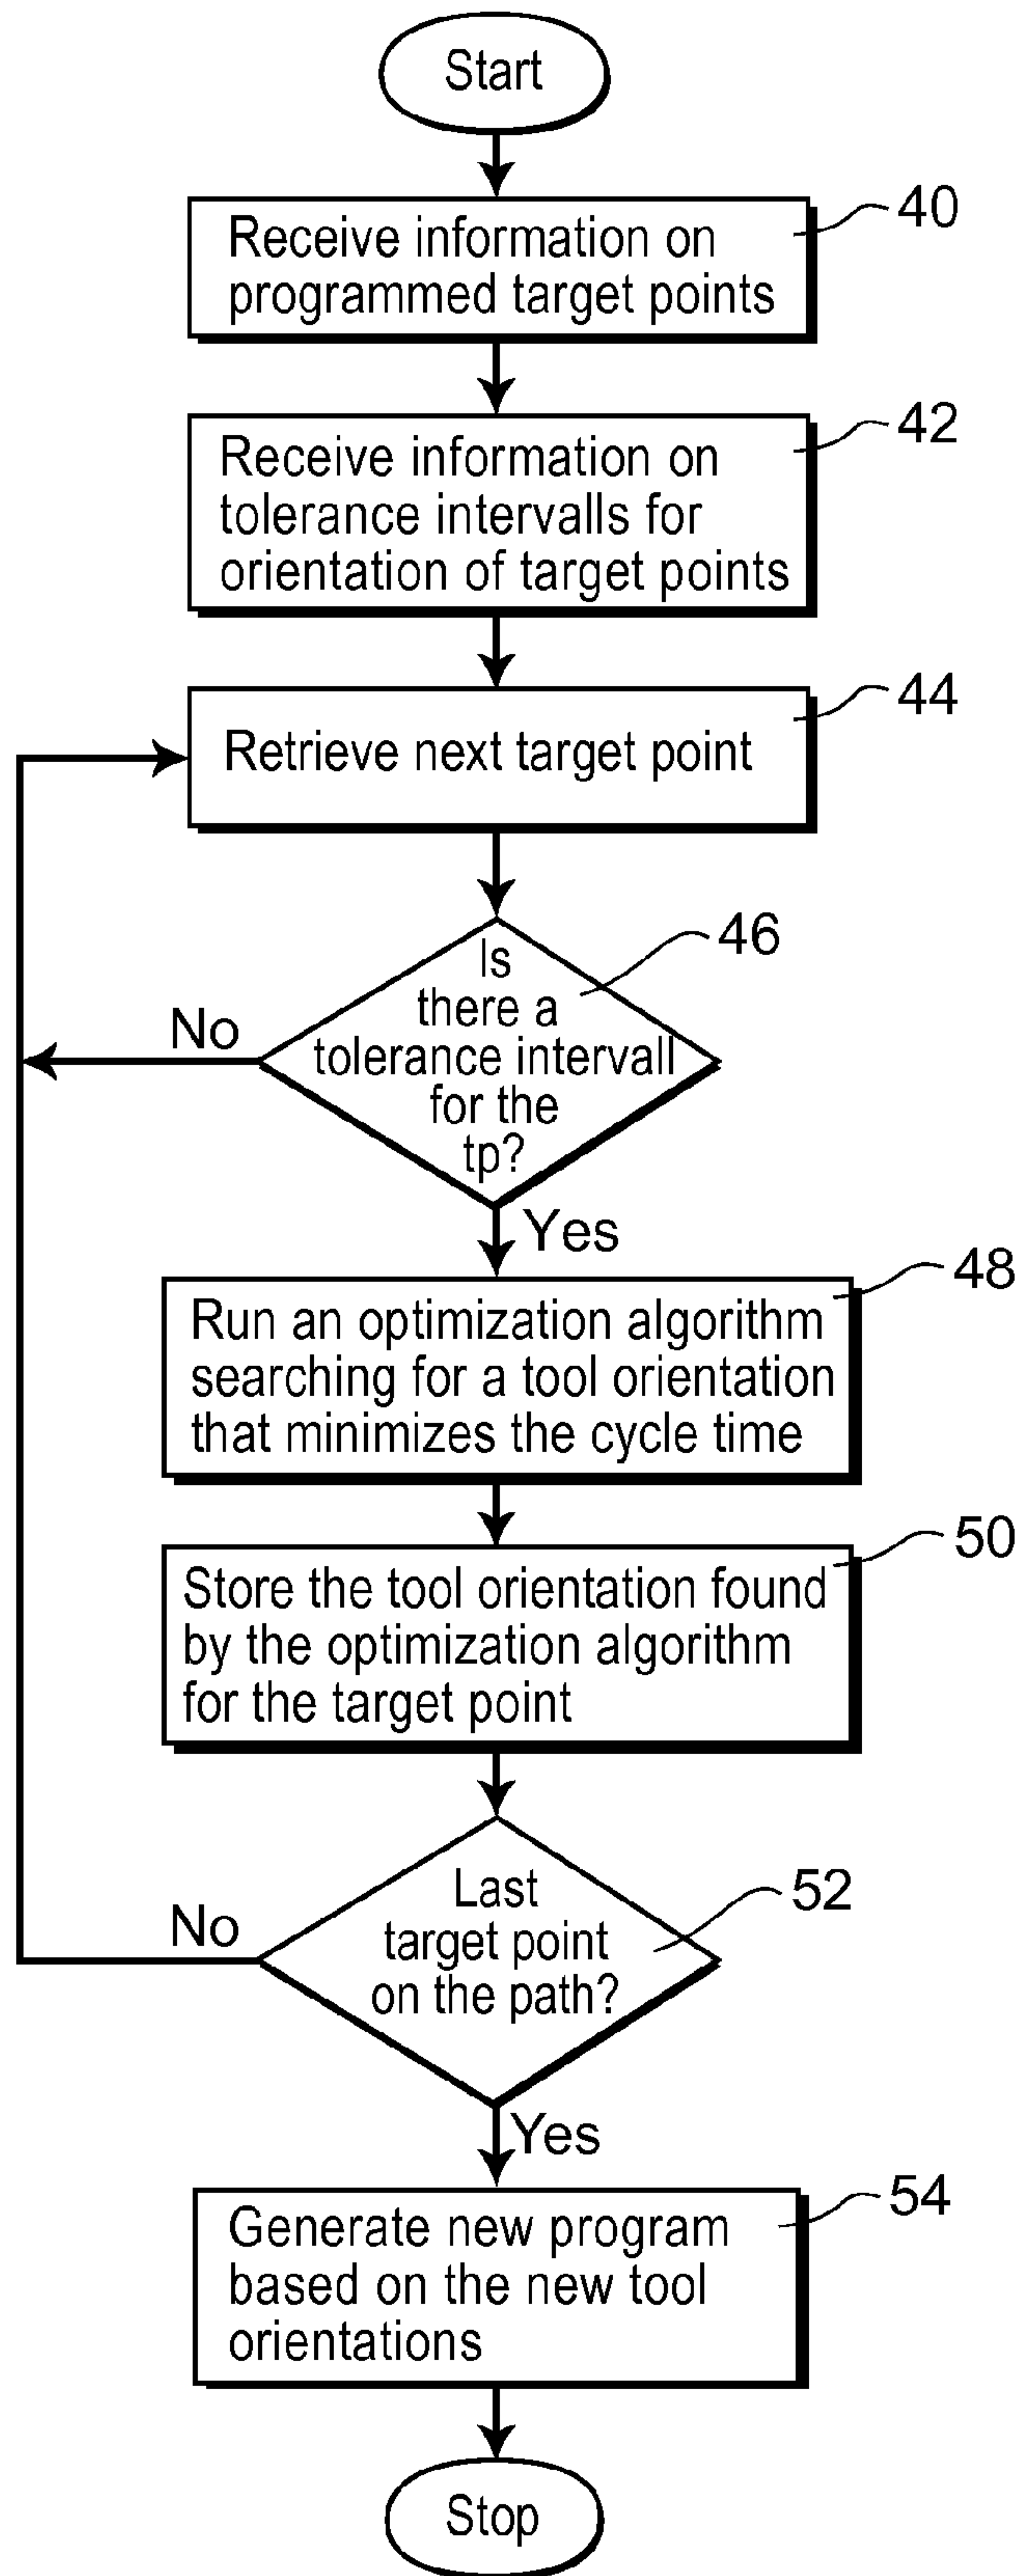 Start
Receive information on
programmed target points
40
Receive information on
tolerance intervalls for
orientation of target points
42
Retrieve next target point
44
Is
there a
tolerance intervall
for the
tp?
46
No
Yes
Run an optimization algorithm
searching for a tool orientation
that minimizes the cycle time
48
Store the tool orientation found
by the optimization algorithm
for the target point
50
Last
target point
on the path?
52
No
Yes
Generate new program
based on the new tool
orientations
54
Stop